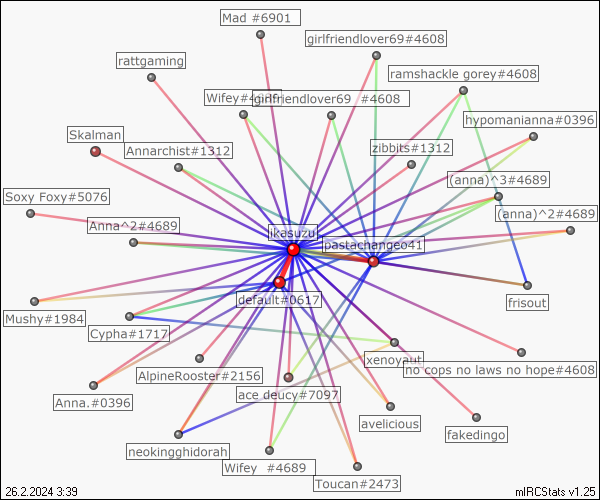 Mad #6901
girlfriendlover69#4608
rattgaming
ramshackle gorey#4608
Wifey#4
girlfriendlover69 #4608
hypomanianna#0396
Skalman
Annarchist#1312
zibbits#1312
(anna)^3#4689
Soxy Foxy#5076
(anna)^2#4689
Anna^2#4689
ikasuzu
pastachange041
default#0617
frisout
Mushy#1984
Cypha#1717
xenoyaut
no cops no laws no hope#4608
AlpineRooster#2156
ace deucy#7097
Anna.#0396
avelicious
fakedingo
neokingghidorah
Wifey #4689
Toucan#2473
26.2.2024 3:39
mIRCStats v1.25